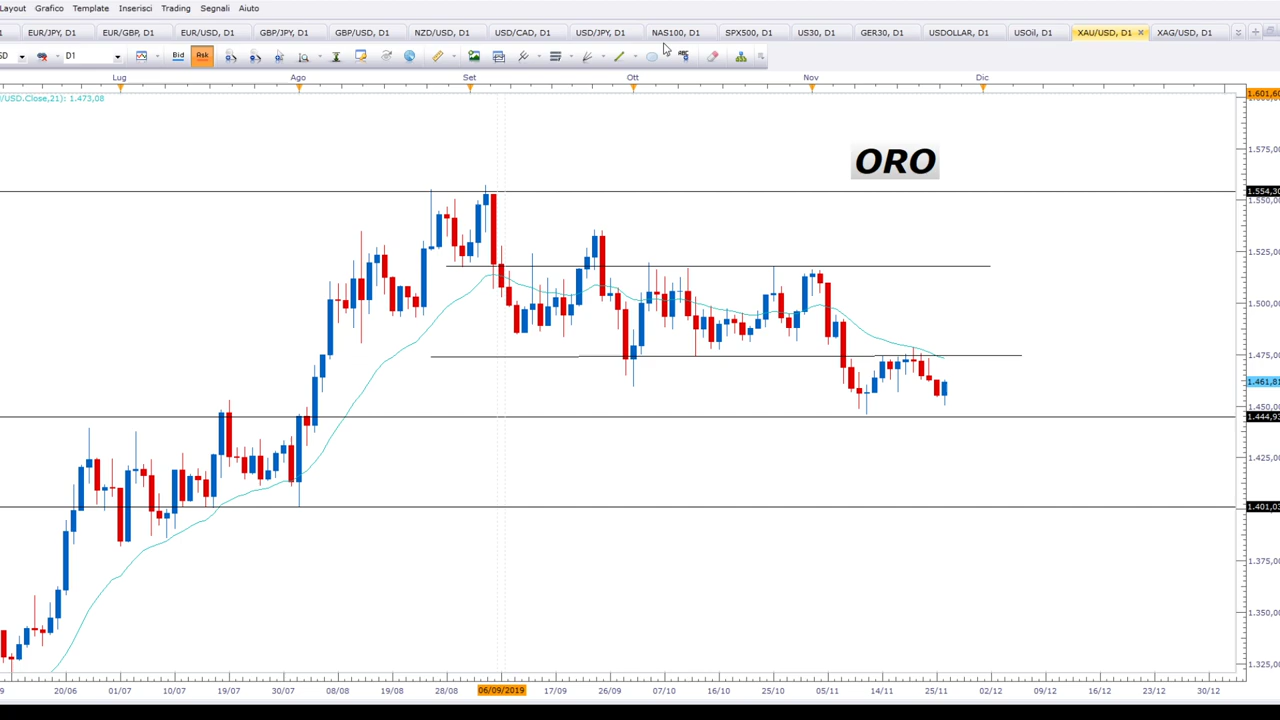 Layout Grafico Template Inserisci Trading Segnali Aiuto
EUR/JPY, D1 EUR/GBP, D1 EUR/USD, D1 GBP/JPY, D1 GBP/USD, D1 NZD/USD, D1 USD/CAD, D1 USD/JPY, D1 NAS100, D1 SPX500, D1 US30, D1 GER30, D1 USDOLLAR, D1 USOil, D1 XAU/USD, D1 XAG/USD, D1
SD D1 Bid Ask
Lug Ago Set Ott Nov Dic
/USD.Close,21): 1.473,08
1.601,60
ORO
1.575,00
1.554,30
1.550,00
1.525,00
1.500,00
1.475,00
1.461,81
1.450,00
1.444,93
1.425,00
1.401,03
1.375,00
1.350,00
1.325,00
9 20/06 01/07 10/07 19/07 30/07 08/08 19/08 28/08 06/09/2019 17/09 26/09 07/10 16/10 25/10 05/11 14/11 25/11 02/12 09/12 16/12 23/12 30/12